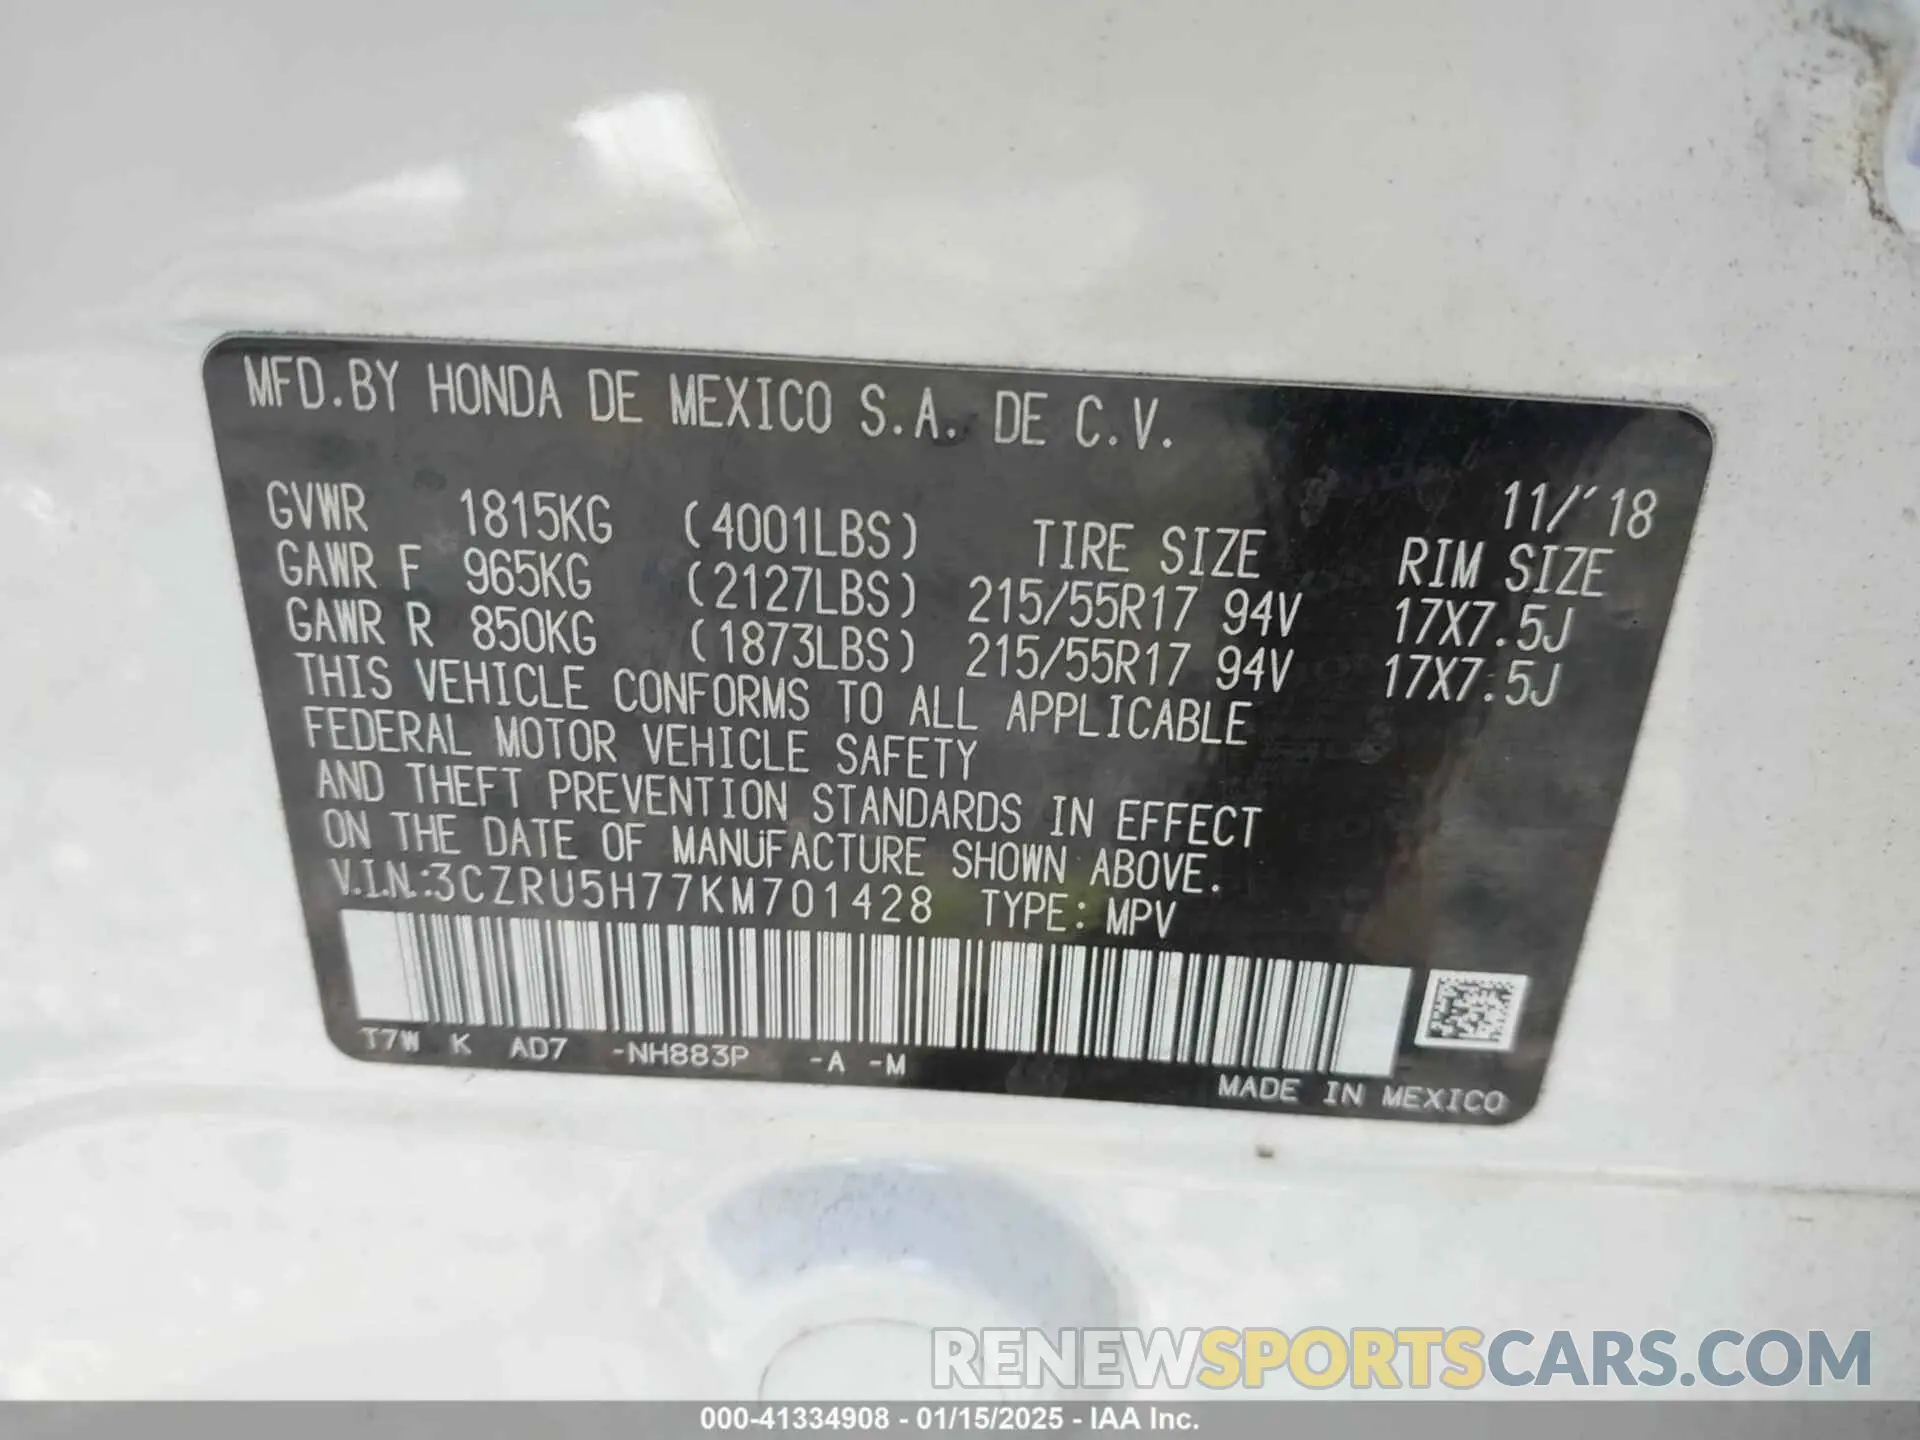 MFD.BY HONDA DE MEXICO S.A. DE C.V.
11/'18
GVWR 1815KG (4001LBS) TIRE SIZE RIM SIZE
GAWR F 965KG (2127LBS) 215/55R17 94V 17X7.5J
GAWR R 850KG (1873LBS) 215/55R17 94V 17X7.5J
THIS VEHICLE CONFORMS TO ALL APPLICABLE
FEDERAL MOTOR VEHICLE SAFETY
AND THEFT PREVENTION STANDARDS IN EFFECT
ON THE DATE OF MANUFACTURE SHOWN ABOVE.
V.I.N.:3CZRU5H77KM701428 TYPE: MPV
T7W K AD7 -NH883P -A -M
MADE IN MEXICO
RENEWSPORTSCARS.COM
000-41334908 - 01/15/2025 - IAA Inc.